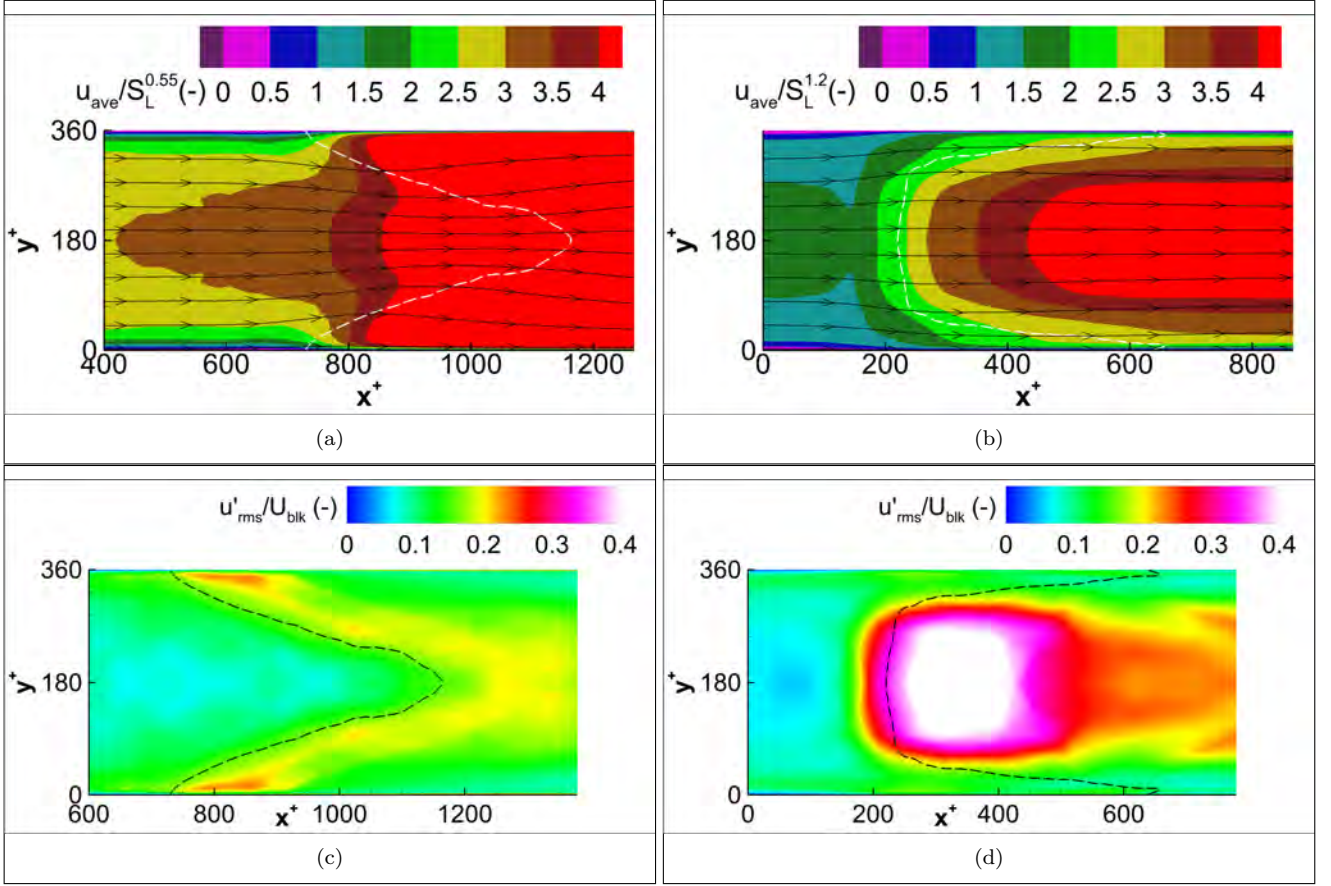 u_ave/S_L^0.55(-) 0 0.5 1 1.5 2 2.5 3 3.5 4
360
180
0
y+
400 600 800 1000 1200
x+
(a)
u_ave/S_L^1.2(-) 0 0.5 1 1.5 2 2.5 3 3.5 4
360
180
0
y+
0 200 400 600 800
x+
(b)
u'_rms/U_blk (-)
0 0.1 0.2 0.3 0.4
360
180
0
y+
600 800 1000 1200
x+
(c)
u'_rms/U_blk (-)
0 0.1 0.2 0.3 0.4
360
180
0
y+
0 200 400 600
x+
(d)